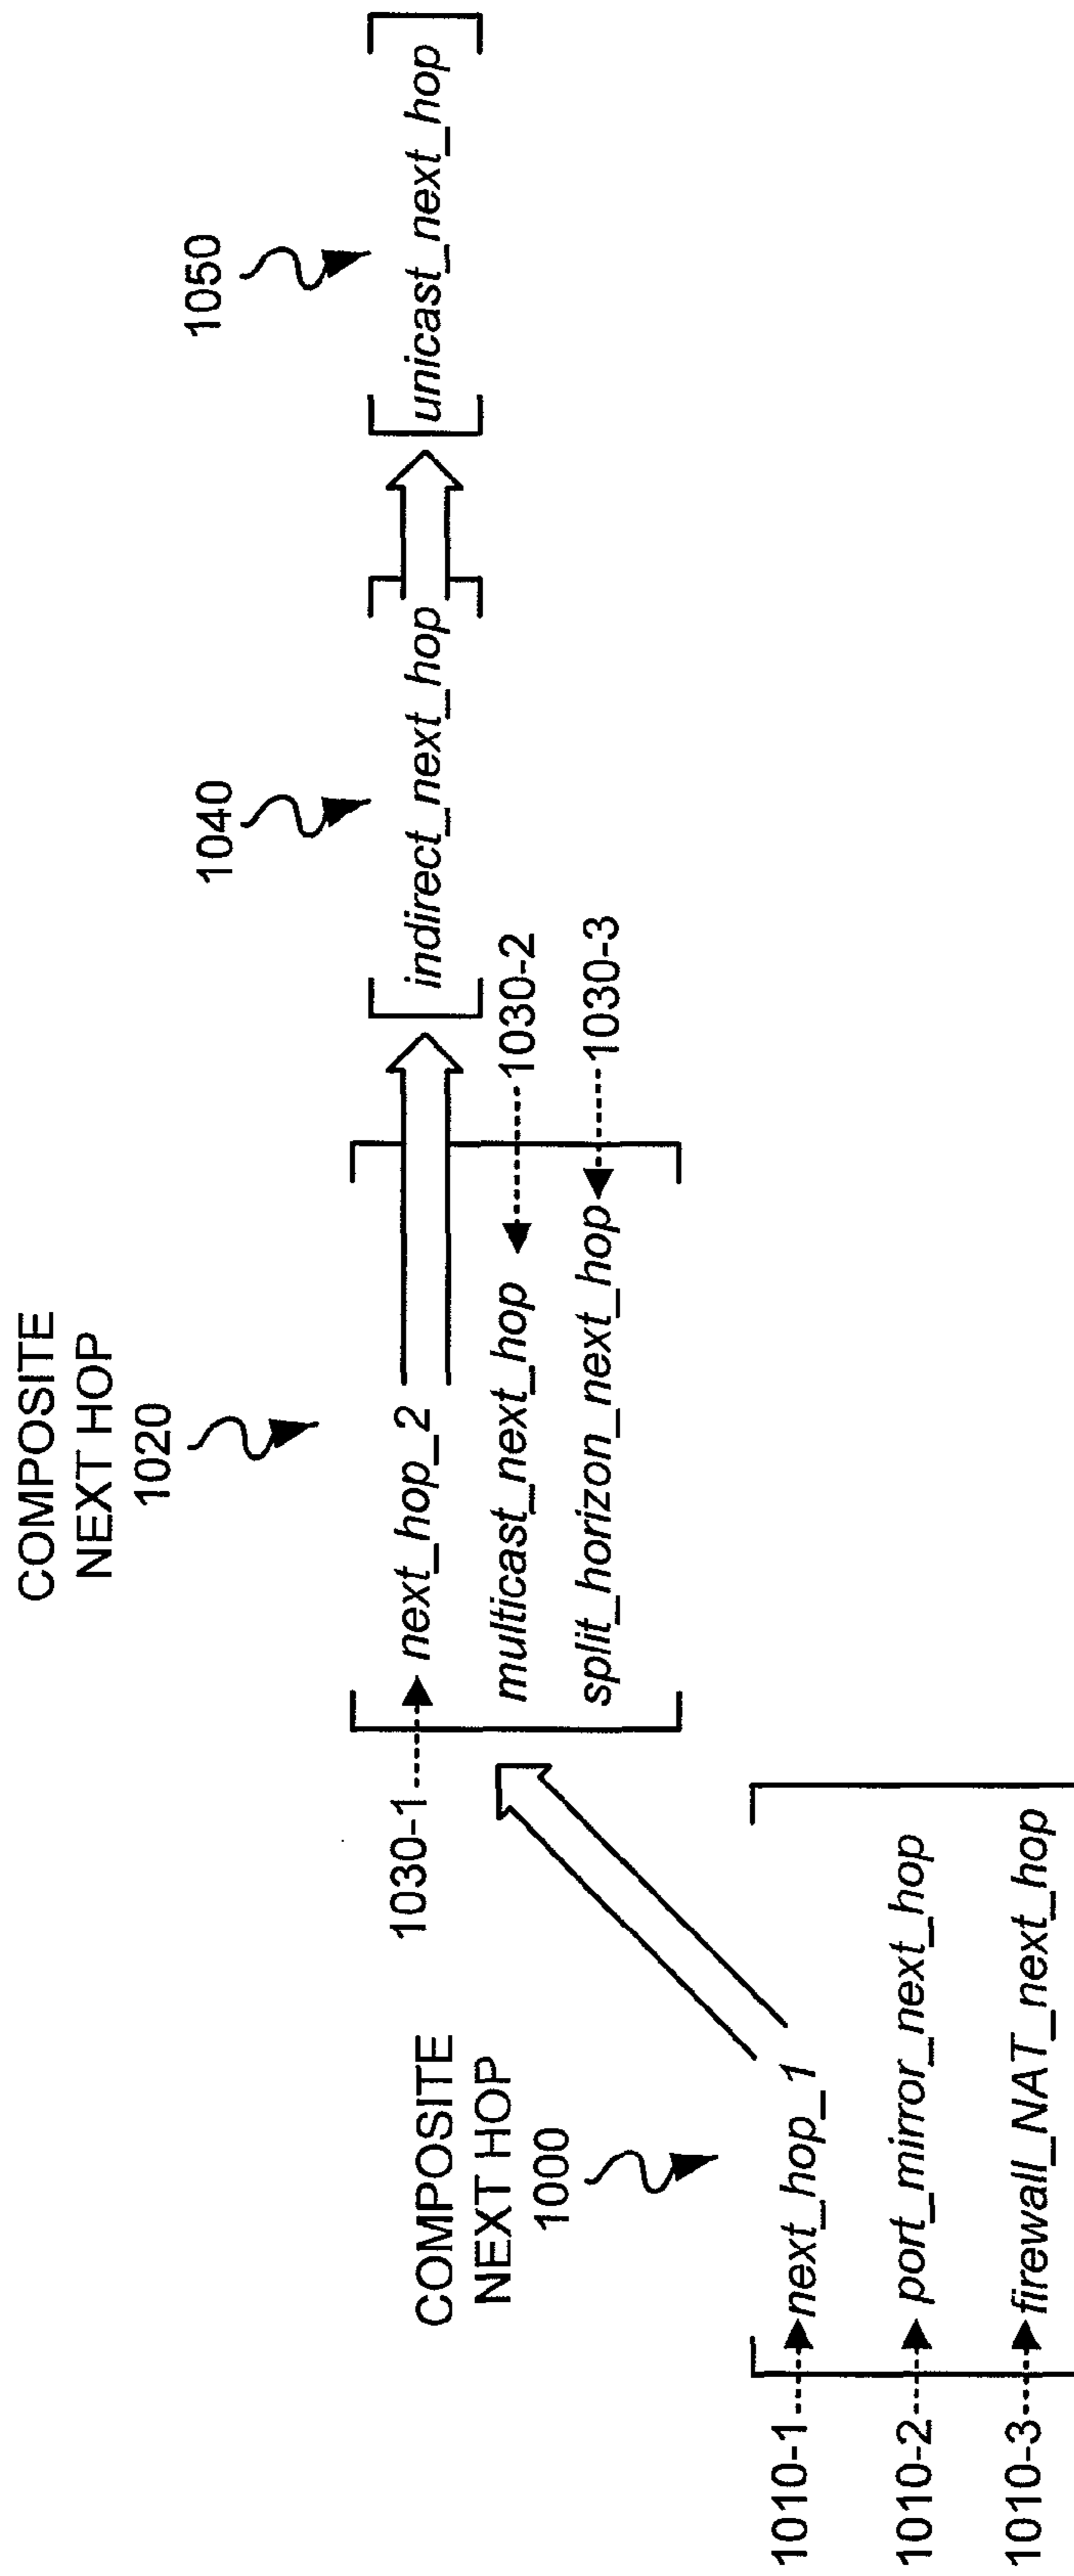 COMPOSITE
NEXT HOP
1020
1050
1040
1030-1
next_hop_2
indirect_next_hop
unicast_next_hop
multicast_next_hop
1030-2
split_horizon_next_hop
1030-3
COMPOSITE
NEXT HOP
1000
1010-1
next_hop_1
1010-2
port_mirror_next_hop
1010-3
firewall_NAT_next_hop